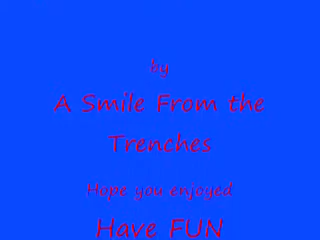 by
A Smile From the
Trenches
Hope you enjoyed
Have FUN